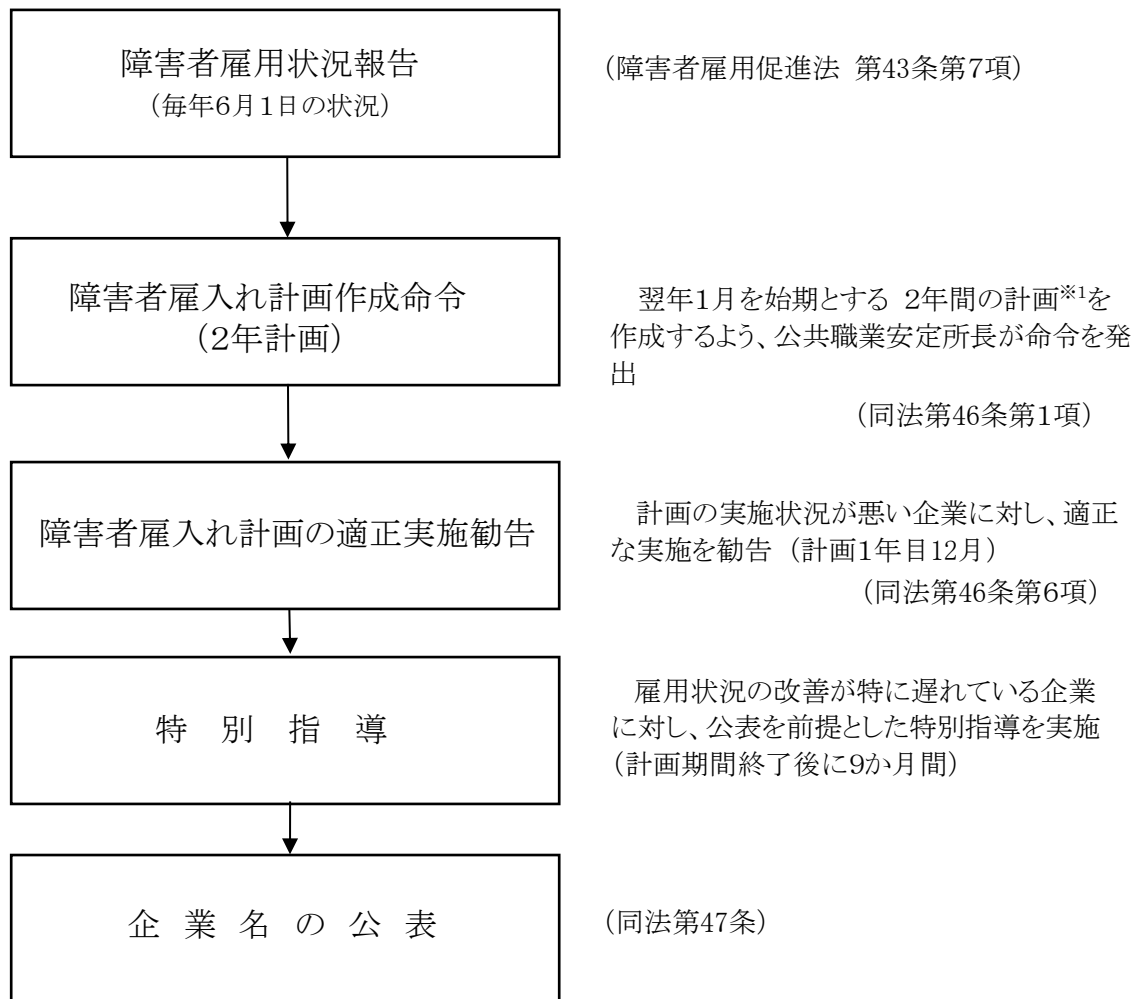 障害者雇用状況報告
（毎年6月1日の状況）
（障害者雇用促進法 第43条第7項）
障害者雇入れ計画作成命令
（2年計画）
翌年1月を始期とする 2年間の計画※1を
作成するよう、公共職業安定所長が命令を発
出
（同法第46条第1項）
障害者雇入れ計画の適正実施勧告
計画の実施状況が悪い企業に対し、適正
な実施を勧告（計画1年目12月）
（同法第46条第6項）
特 別 指 導
雇用状況の改善が特に遅れている企業
に対し、公表を前提とした特別指導を実施
（計画期間終了後に9か月間）
企 業 名 の 公 表
（同法第47条）